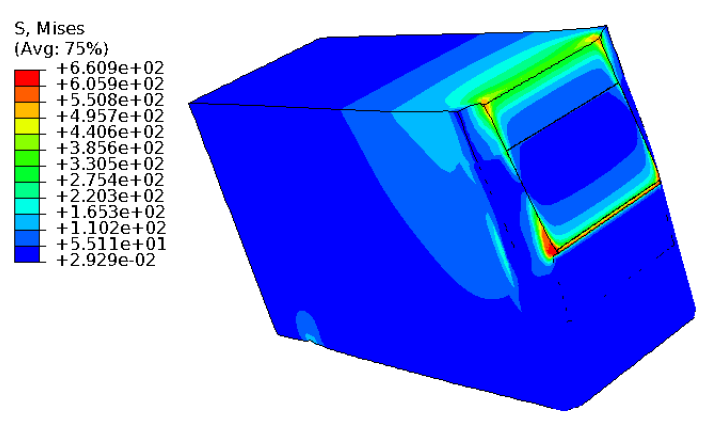 S, Mises
(Avg: 75%)
+6.609e+02
+6.059e+02
+5.508e+02
+4.957e+02
+4.406e+02
+3.856e+02
+3.305e+02
+2.754e+02
+2.203e+02
+1.653e+02
+1.102e+02
+5.511e+01
+2.929e-02